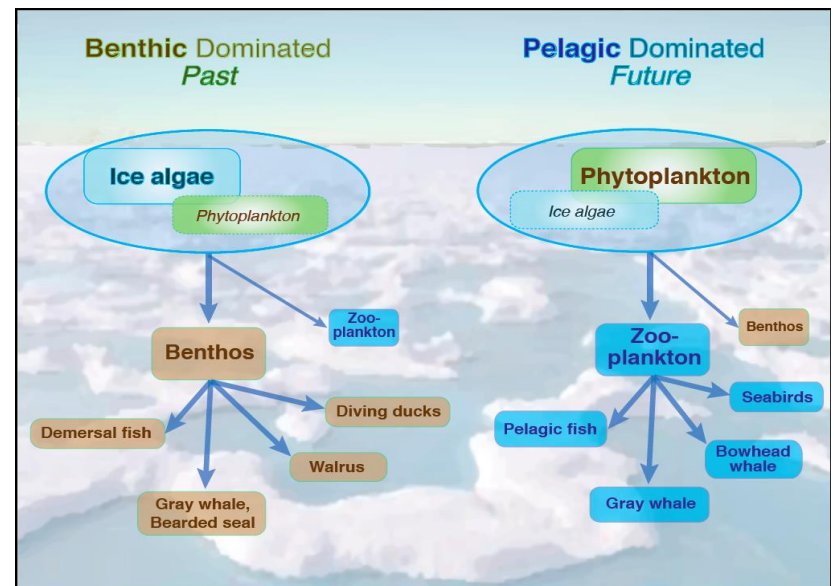 Benthic Dominated
Past
Ice algae
Phytoplankton
Zoo-
plankton
Benthos
Diving ducks
Demersal fish
Walrus
Gray whale,
Bearded seal
Pelagic Dominated
Future
Phytoplankton
Ice algae
Benthos
Zoo-
plankton
Seabirds
Pelagic fish
Bowhead
whale
Gray whale